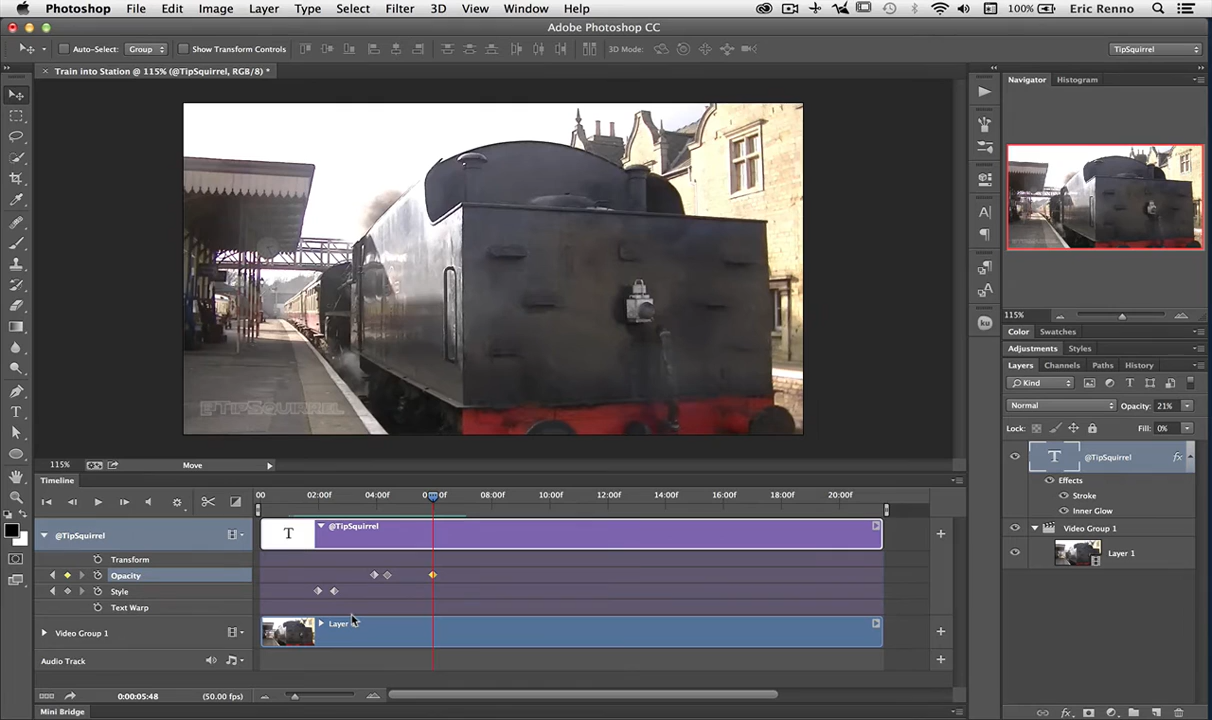 Photoshop File Edit Image Layer Type Select Filter 3D View Window Help 100% Eric Renno
Adobe Photoshop CC
Auto-Select: Group Show Transform Controls 3D Mode: TipSquirrel
× Train into Station @ 115% (@TipSquirrel, RGB/8) *
Navigator Histogram
@TipSquirrel
115%
Color Swatches
Adjustments Styles
Layers Channels Paths History
Kind
Normal Opacity: 21%
Lock: Fill: 0%
T @TipSquirrel fx
Effects
Stroke
Inner Glow
Video Group 1
Layer 1
115% Move
Timeline
00 02:00f 04:00f 08:00f 10:00f 12:00f 14:00f 16:00f 18:00f 20:00f
@TipSquirrel T @TipSquirrel
Transform
Opacity
Style
Text Warp
Video Group 1 Layer
Audio Track
0:00:05:48 (50.00 fps)
Mini Bridge